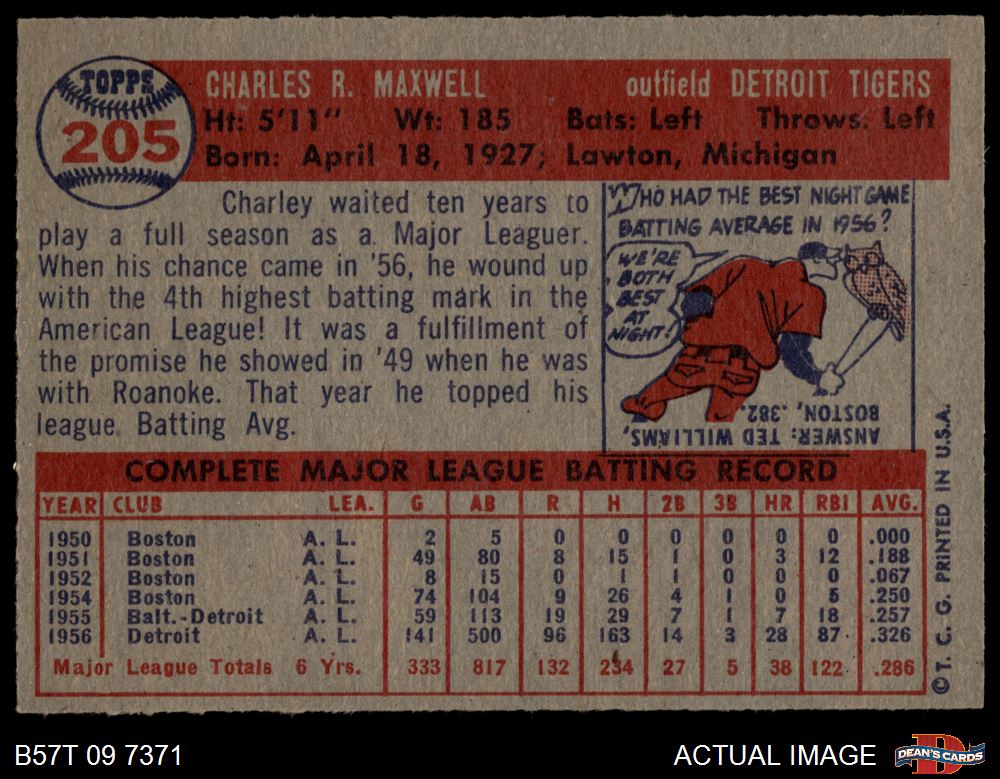 TOPPS
205
CHARLES R. MAXWELL outfield DETROIT TIGERS
Ht: 5'11" Wt: 185 Bats: Left Throws: Left
Born: April 18, 1927; Lawton, Michigan
Charley waited ten years to
play a full season as a Major Leaguer.
When his chance came in '56, he wound up
with the 4th highest batting mark in the
American League! It was a fulfillment of
the promise he showed in '49 when he was
with Roanoke. That year he topped his
league Batting Avg.
WHO HAD THE BEST NIGHT GAME
BATTING AVERAGE IN 1956?
WE'RE
BOTH
BEST
AT
NIGHT!
ANSWER: TED WILLIAMS,
BOSTON, .382.
COMPLETE MAJOR LEAGUE BATTING RECORD
YEAR CLUB LEA. G AB R H 2B 3B HR RBI AVG.
1950 Boston A. L. 2 5 0 0 0 0 0 0 .000
1951 Boston A. L. 49 80 8 15 1 0 3 12 .188
1952 Boston A. L. 8 15 0 1 1 0 0 0 .067
1954 Boston A. L. 74 104 9 26 4 1 0 5 .250
1955 Balt.-Detroit A. L. 59 113 19 29 7 1 7 18 .257
1956 Detroit A. L. 141 500 96 163 14 3 28 87 .326
Major League Totals 6 Yrs. 333 817 132 234 27 5 38 122 .286
© T. C. G. PRINTED IN U.S.A.
B57T 09 7371
ACTUAL IMAGE
DEAN'S CARDS